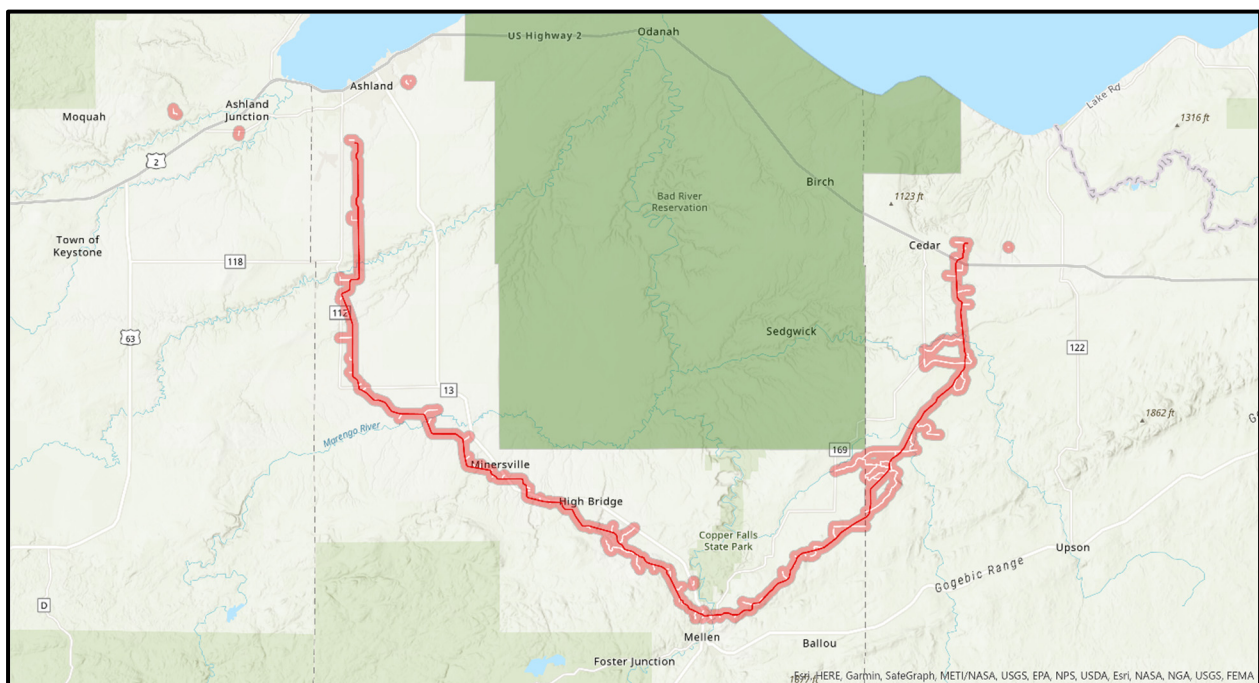 US Highway 2
Odanah
Ashland
Ashland
Junction
Moquah
2
Lake Rd
1316 ft
Birch
1123 ft
Bad River
Reservation
Town of
Keystone
118
Cedar
112
63
Sedgwick
122
13
1862 ft
Marengo River
169
Minersville
High Bridge
Copper Falls
State Park
Upson
Gogebic Range
D
Mellen
Ballou
Foster Junction
Esri, HERE, Garmin, SafeGraph, METI/NASA, USGS, EPA, NPS, USDA, Esri, NASA, NGA, USGS, FEMA